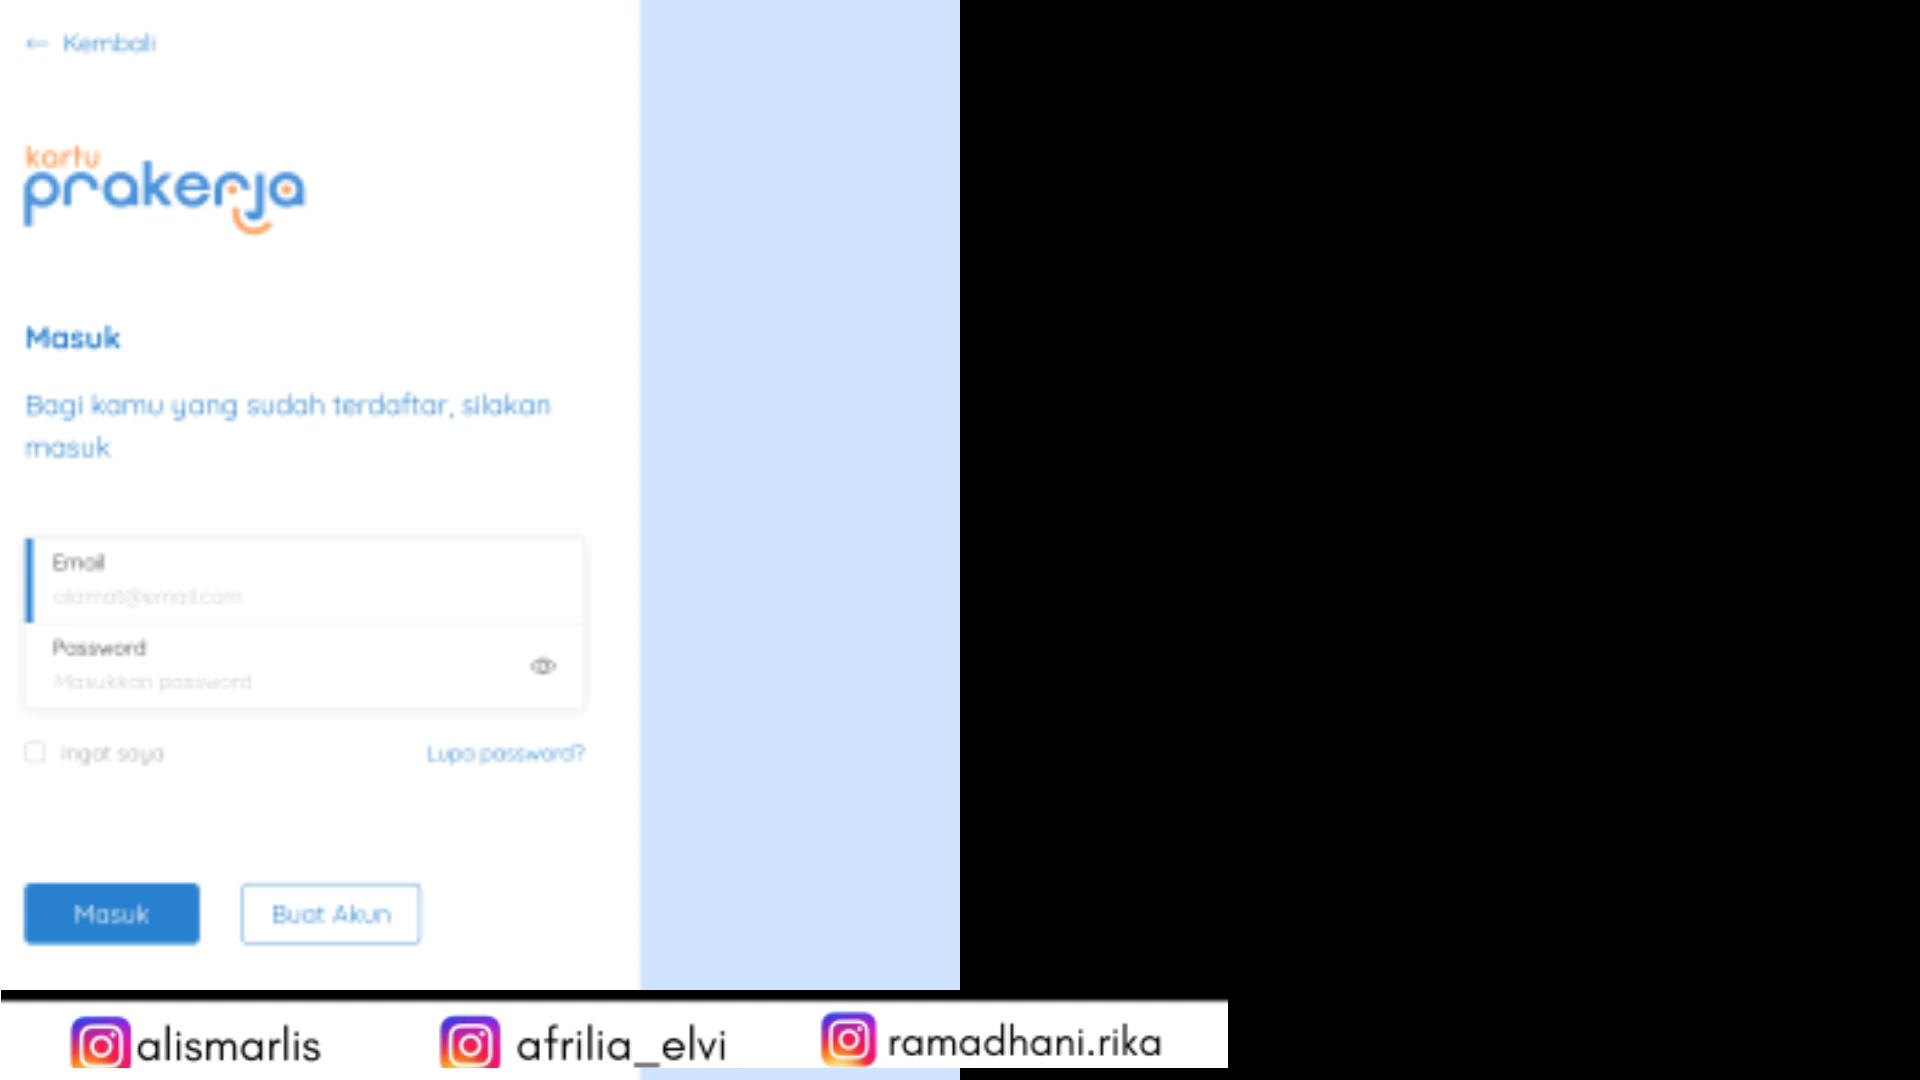 ← Kembali
kartu
prakerja
Masuk
Bagi kamu yang sudah terdaftar, silakan
masuk
Email
alamat@email.com
Password
Masukkan password
Ingat saya
Lupa password?
Masuk
Buat Akun
alismarlis
afrilia_elvi
ramadhani.rika